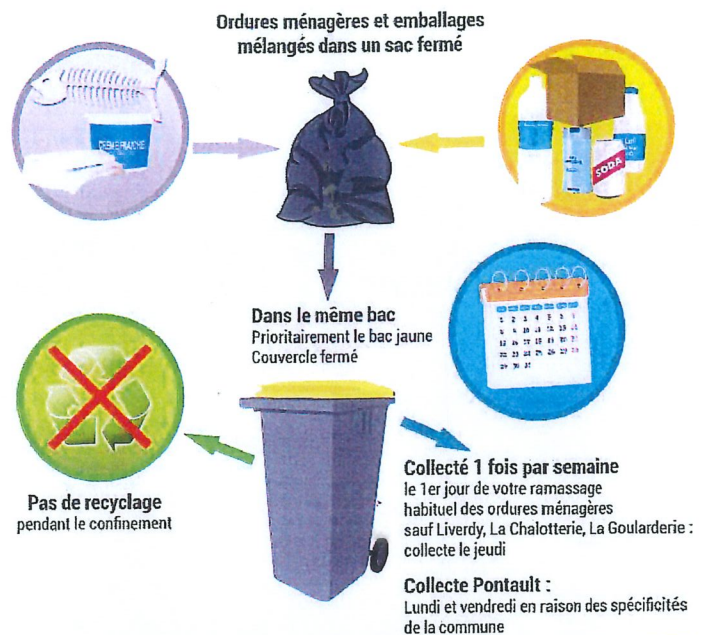 Ordures ménagères et emballages
mélangés dans un sac fermé
CRÈME FRAÎCHE
Lait
SODA
Dans le même bac
Prioritairement le bac jaune
Couvercle fermé
Pas de recyclage
pendant le confinement
Collecté 1 fois par semaine
le 1er jour de votre ramassage
habituel des ordures ménagères
sauf Liverdy, La Chalotterie, La Goularderie :
collecte le jeudi
Collecte Pontault :
Lundi et vendredi en raison des spécificités
de la commune